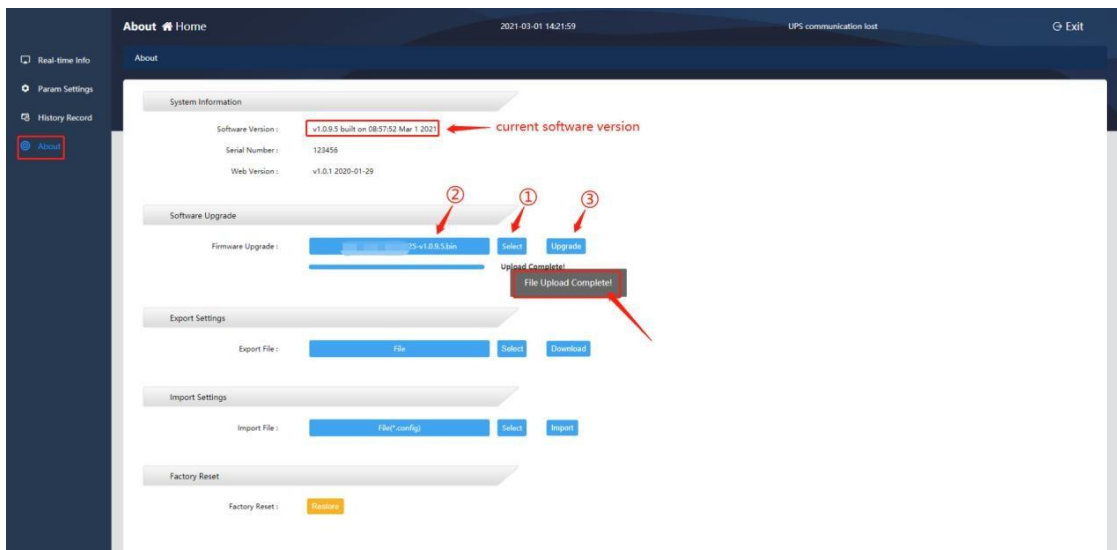 About Home 2021-03-01 14:21:59 UPS communication lost Exit
Real-time Info
Param Settings
History Record
About
About
System Information
Software Version : v1.0.9.5 built on 08:57:52 Mar 1 2021 current software version
Serial Number : 123456
Web Version : v1.0.1 2020-01-29
② ① ③
Software Upgrade
Firmware Upgrade : 25-v1.0.9.5.bin Select Upgrade
Upload Complete!
File Upload Complete!
Export Settings
Export File : File Select Download
Import Settings
Import File : File(*.config) Select Import
Factory Reset
Factory Reset : Restore